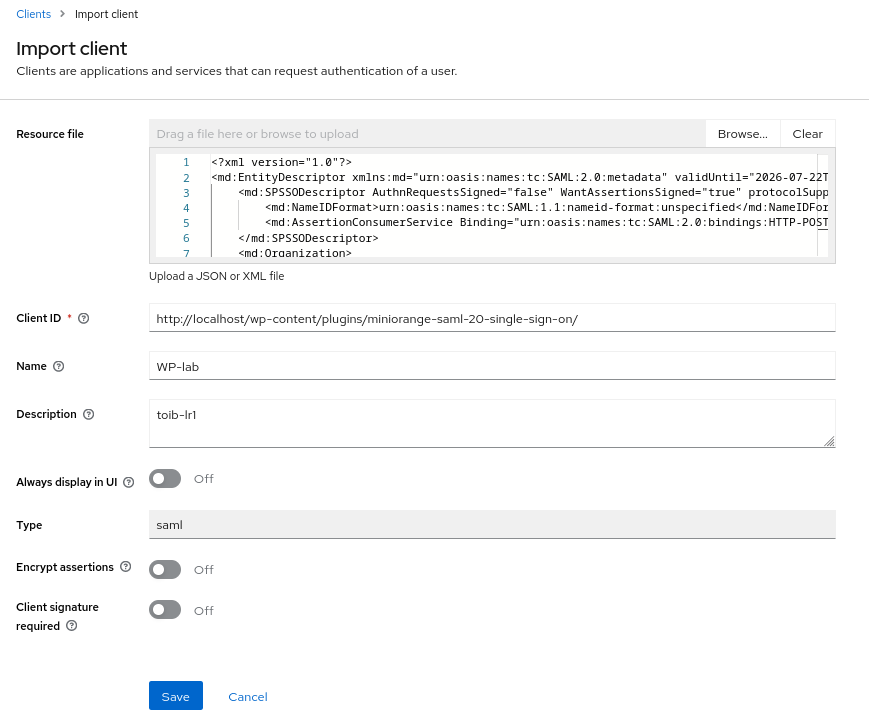 Clients > Import client
Import client
Clients are applications and services that can request authentication of a user.
Resource file
Drag a file here or browse to upload
Browse...
Clear
1 <?xml version="1.0"?>
2 <md:EntityDescriptor xmlns:md="urn:oasis:names:tc:SAML:2.0:metadata" validUntil="2026-07-22T
3 <md:SPSSODescriptor AuthnRequestsSigned="false" WantAssertionsSigned="true" protocolSupp
4 <md:NameIDFormat>urn:oasis:names:tc:SAML:1.1:nameid-format:unspecified</md:NameIDFor
5 <md:AssertionConsumerService Binding="urn:oasis:names:tc:SAML:2.0:bindings:HTTP-POST
6 </md:SPSSODescriptor>
7 <md:Organization>
Upload a JSON or XML file
Client ID *
http://localhost/wp-content/plugins/miniorange-saml-20-single-sign-on/
Name
WP-lab
Description
toib-lr1
Always display in UI
Off
Type
saml
Encrypt assertions
Off
Client signature
required
Off
Save
Cancel